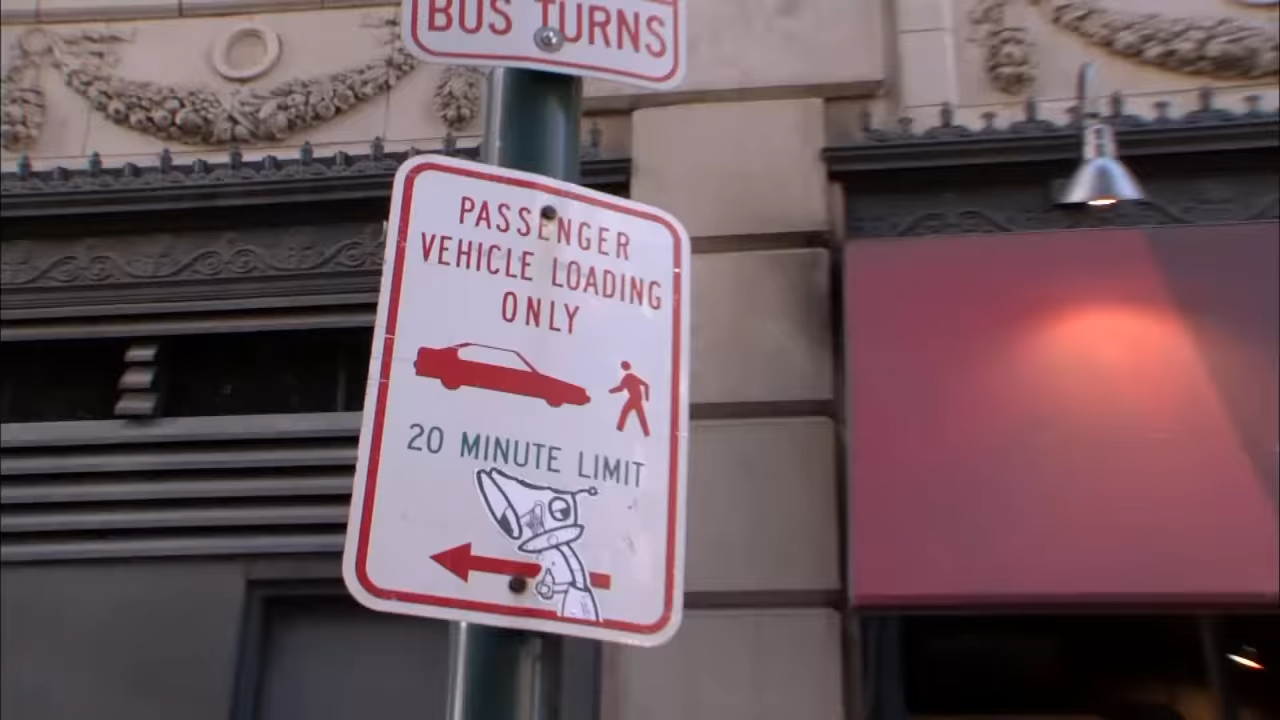 BUS TURNS
PASSENGER
VEHICLE LOADING
ONLY
20 MINUTE LIMIT